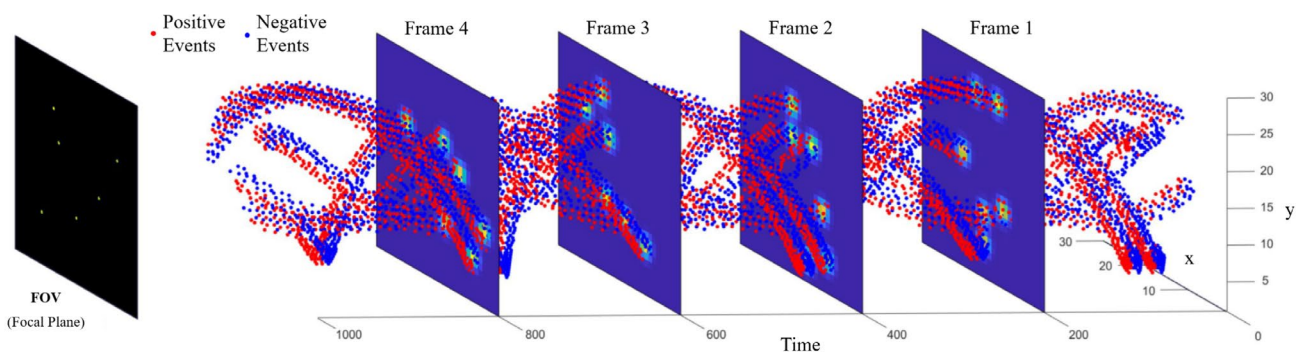 Positive Events
Negative Events
Frame 4
Frame 3
Frame 2
Frame 1
FOV
(Focal Plane)
30
25
20
15
10
5
y
30
20
10
x
1000
800
600
400
200
0
Time